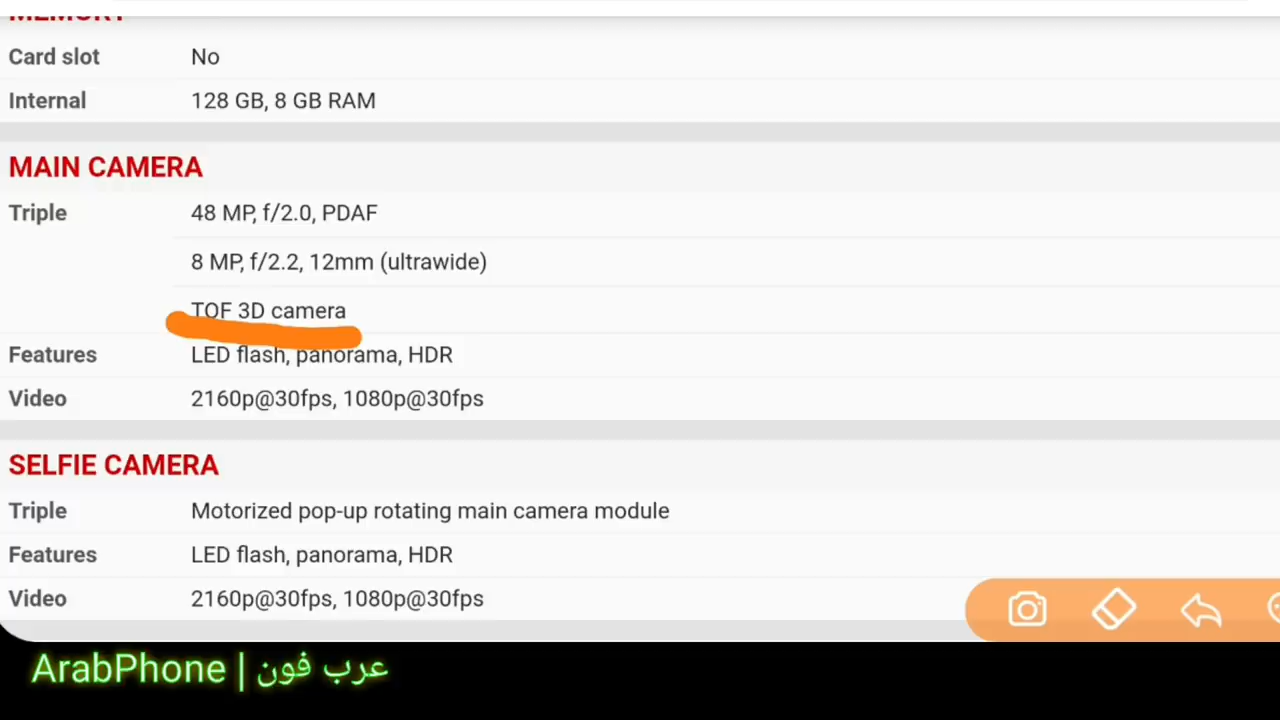 MEMORY
Card slot No
Internal 128 GB, 8 GB RAM
MAIN CAMERA
Triple 48 MP, f/2.0, PDAF
8 MP, f/2.2, 12mm (ultrawide)
TOF 3D camera
Features LED flash, panorama, HDR
Video 2160p@30fps, 1080p@30fps
SELFIE CAMERA
Triple Motorized pop-up rotating main camera module
Features LED flash, panorama, HDR
Video 2160p@30fps, 1080p@30fps
ArabPhone | عرب فون